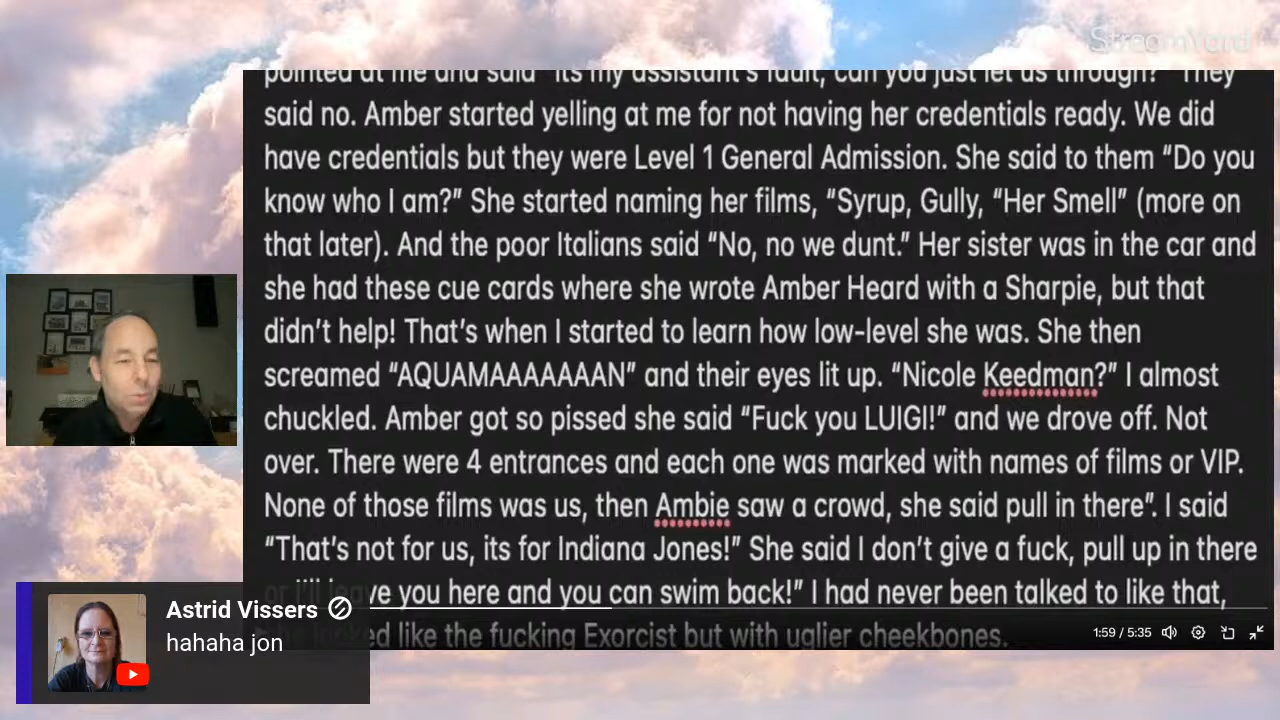 StreamYard
pointed at me and said "its my assistant's fault, can you just let us through?" They
said no. Amber started yelling at me for not having her credentials ready. We did
have credentials but they were Level 1 General Admission. She said to them “Do you
know who I am?” She started naming her films, “Syrup, Gully, “Her Smell” (more on
that later). And the poor Italians said “No, no we dunt.” Her sister was in the car and
she had these cue cards where she wrote Amber Heard with a Sharpie, but that
didn’t help! That’s when I started to learn how low-level she was. She then
screamed “AQUAMAAAAAAAN” and their eyes lit up. “Nicole Keedman?” I almost
chuckled. Amber got so pissed she said “Fuck you LUIGI!” and we drove off. Not
over. There were 4 entrances and each one was marked with names of films or VIP.
None of those films was us, then Ambie saw a crowd, she said pull in there”. I said
“That’s not for us, its for Indiana Jones!” She said I don’t give a fuck, pull up in there
or I’ll leave you here and you can swim back!” I had never been talked to like that,
like the fucking Exorcist but with uglier cheekbones.
1:59 / 5:35
Astrid Vissers
hahaha jon